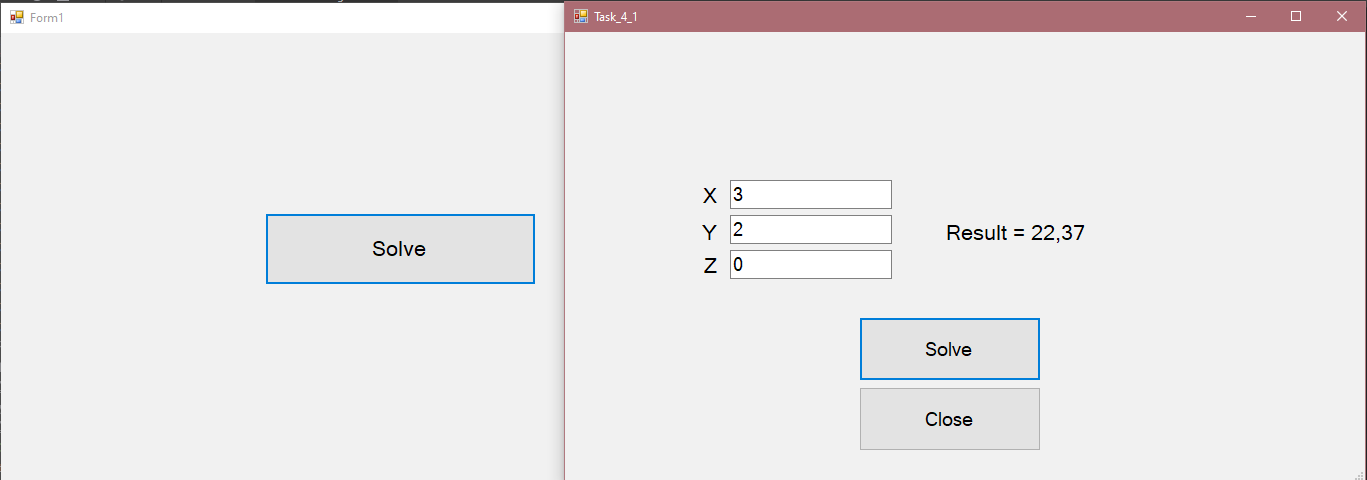 Form1
Solve
Task_4_1
X 3
Y 2
Z 0
Result = 22,37
Solve
Close